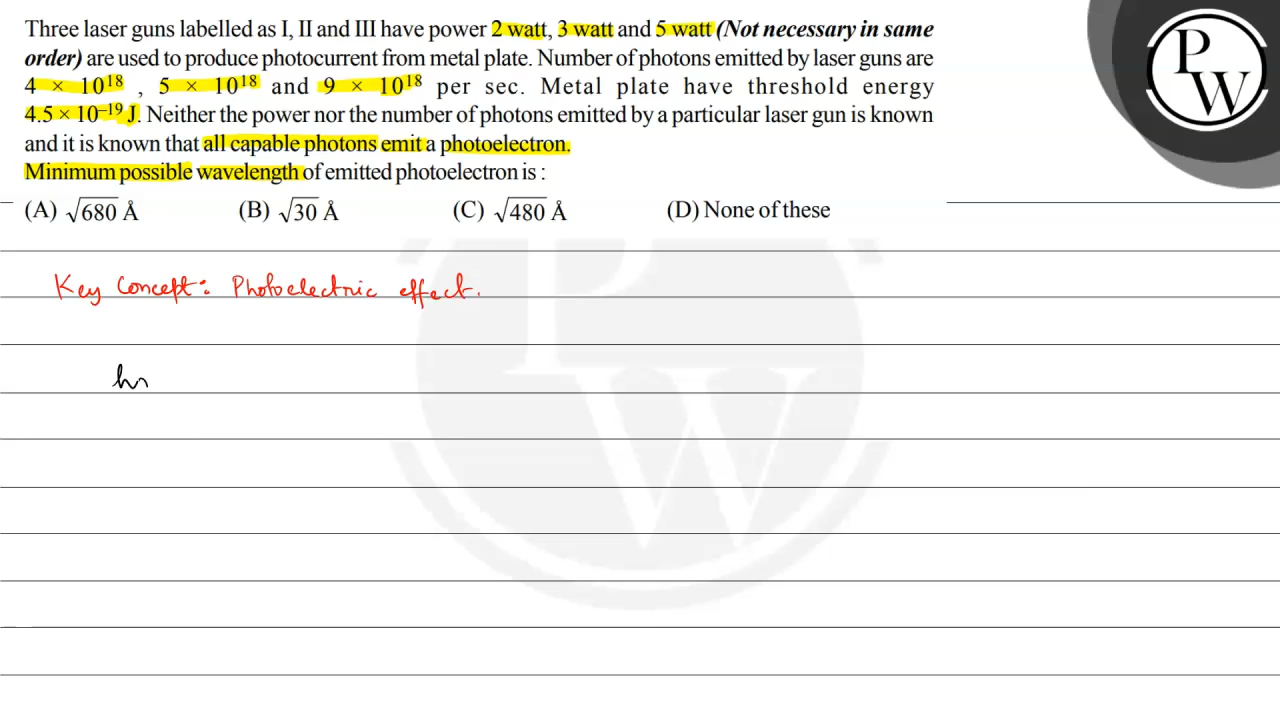 Three laser guns labelled as I, II and III have power 2 watt, 3 watt and 5 watt (Not necessary in same
order) are used to produce photocurrent from metal plate. Number of photons emitted by laser guns are
4 × 10¹⁸ , 5 × 10¹⁸ and 9 × 10¹⁸ per sec. Metal plate have threshold energy
4.5 × 10⁻¹⁹ J. Neither the power nor the number of photons emitted by a particular laser gun is known
and it is known that all capable photons emit a photoelectron.
Minimum possible wavelength of emitted photoelectron is :
(A) √680 Å (B) √30 Å (C) √480 Å (D) None of these
Key Concept: Photoelectric effect.
hν
P
W
P
W